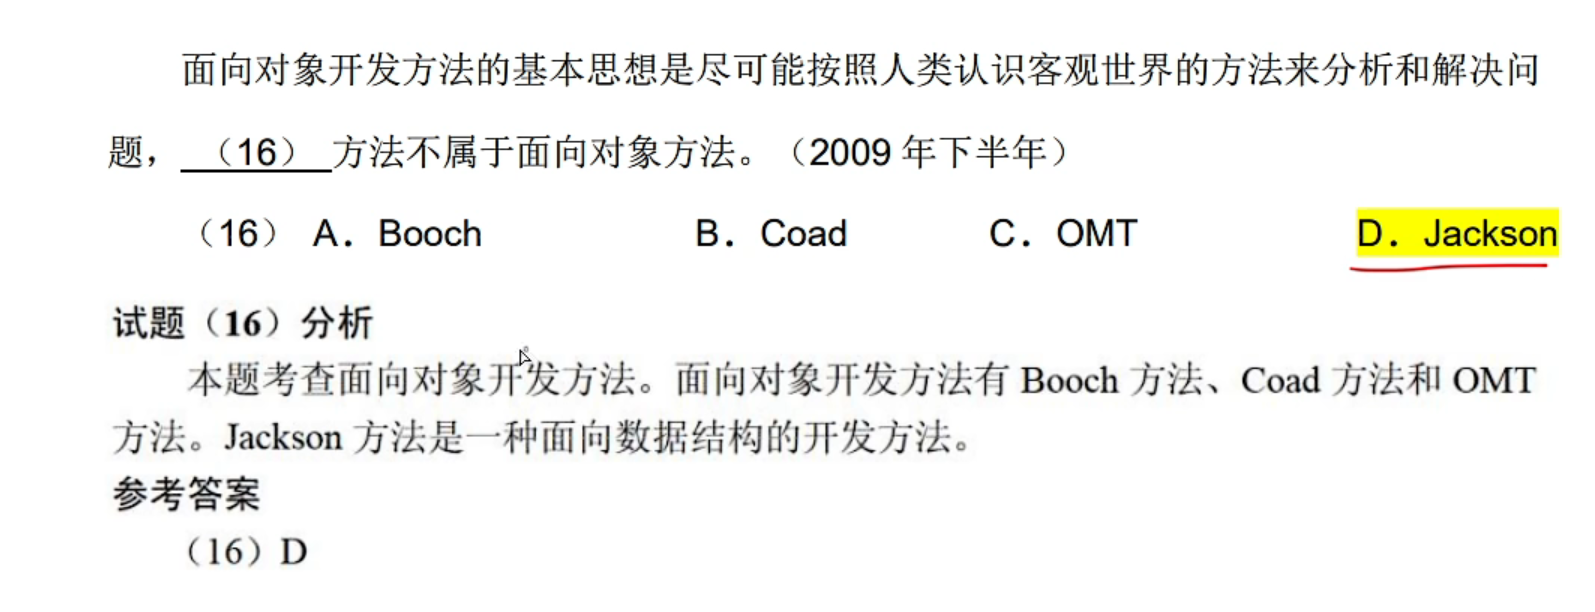 面向对象开发方法的基本思想是尽可能按照人类认识客观世界的方法来分析和解决问
题，（16）方法不属于面向对象方法。（2009 年下半年）
（16） A．Booch B．Coad C．OMT D．Jackson
试题（16）分析
本题考查面向对象开发方法。面向对象开发方法有 Booch 方法、Coad 方法和 OMT
方法。Jackson 方法是一种面向数据结构的开发方法。
参考答案
（16）D